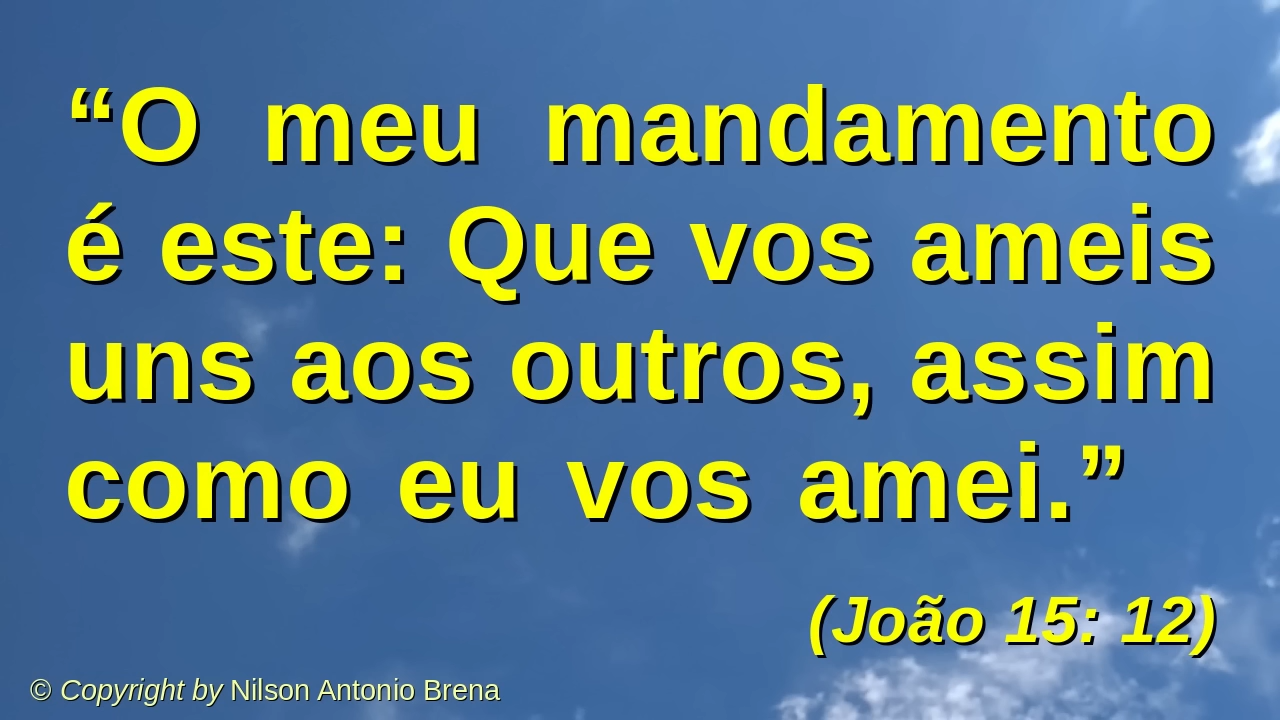 “O meu mandamento
é este: Que vos ameis
uns aos outros, assim
como eu vos amei.”
(João 15: 12)
© Copyright by Nilson Antonio Brena